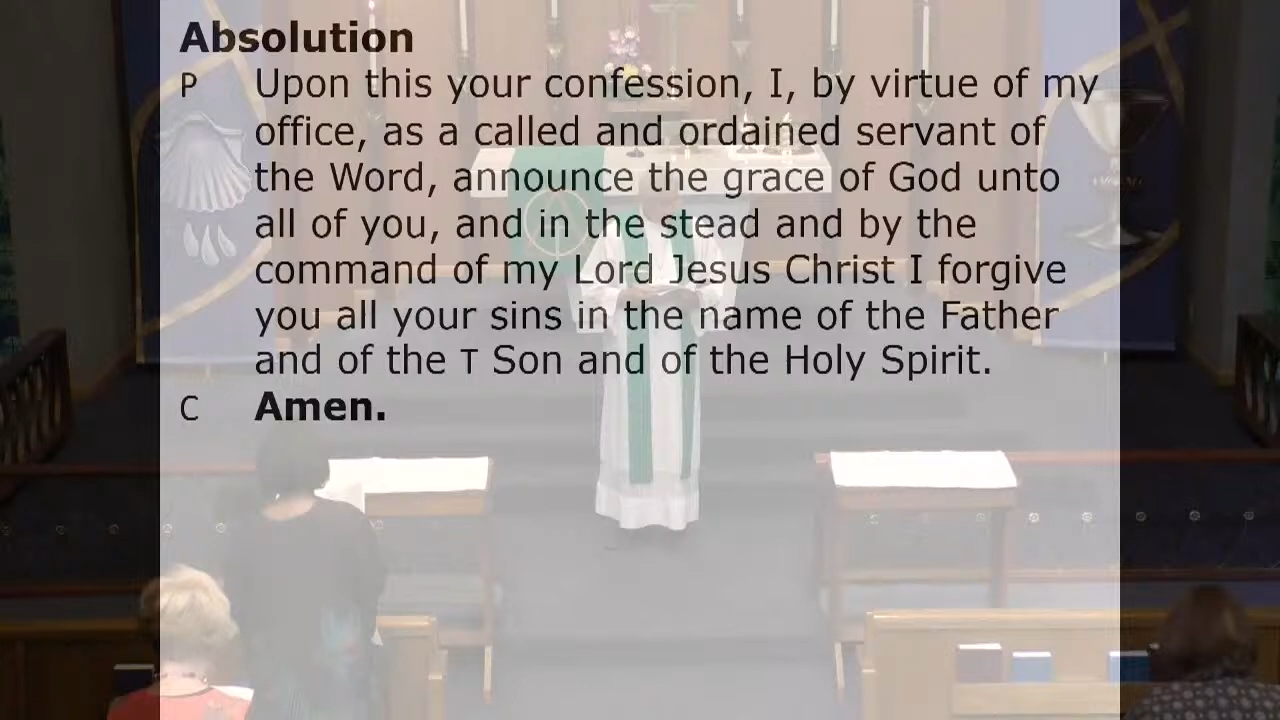 Absolution
P Upon this your confession, I, by virtue of my
office, as a called and ordained servant of
the Word, announce the grace of God unto
all of you, and in the stead and by the
command of my Lord Jesus Christ I forgive
you all your sins in the name of the Father
and of the T Son and of the Holy Spirit.
C Amen.